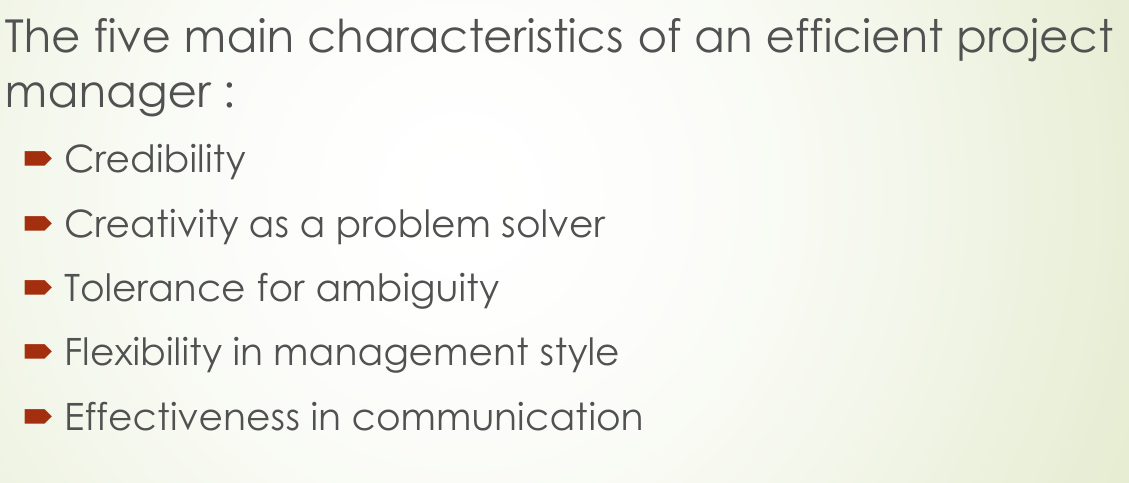 The five main characteristics of an efficient project
manager :
Credibility
Creativity as a problem solver
Tolerance for ambiguity
Flexibility in management style
Effectiveness in communication